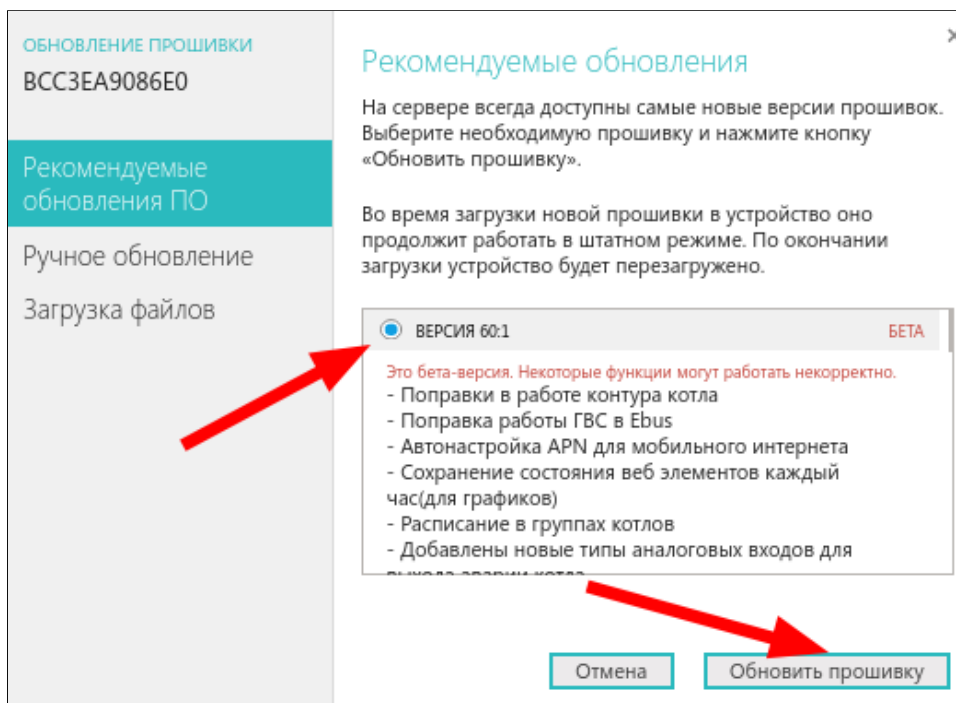 ОБНОВЛЕНИЕ ПРОШИВКИ
BCC3EA9086E0
Рекомендуемые
обновления ПО
Ручное обновление
Загрузка файлов
Рекомендуемые обновления
На сервере всегда доступны самые новые версии прошивок.
Выберите необходимую прошивку и нажмите кнопку
«Обновить прошивку».
Во время загрузки новой прошивки в устройство оно
продолжит работать в штатном режиме. По окончании
загрузки устройство будет перезагружено.
ВЕРСИЯ 60:1 БЕТА
Это бета-версия. Некоторые функции могут работать некорректно.
- Поправки в работе контура котла
- Поправка работы ГВС в Ebus
- Автонастройка APN для мобильного интернета
- Сохранение состояния веб элементов каждый
час(для графиков)
- Расписание в группах котлов
- Добавлены новые типы аналоговых входов для
выхода аварии котла
Отмена
Обновить прошивку